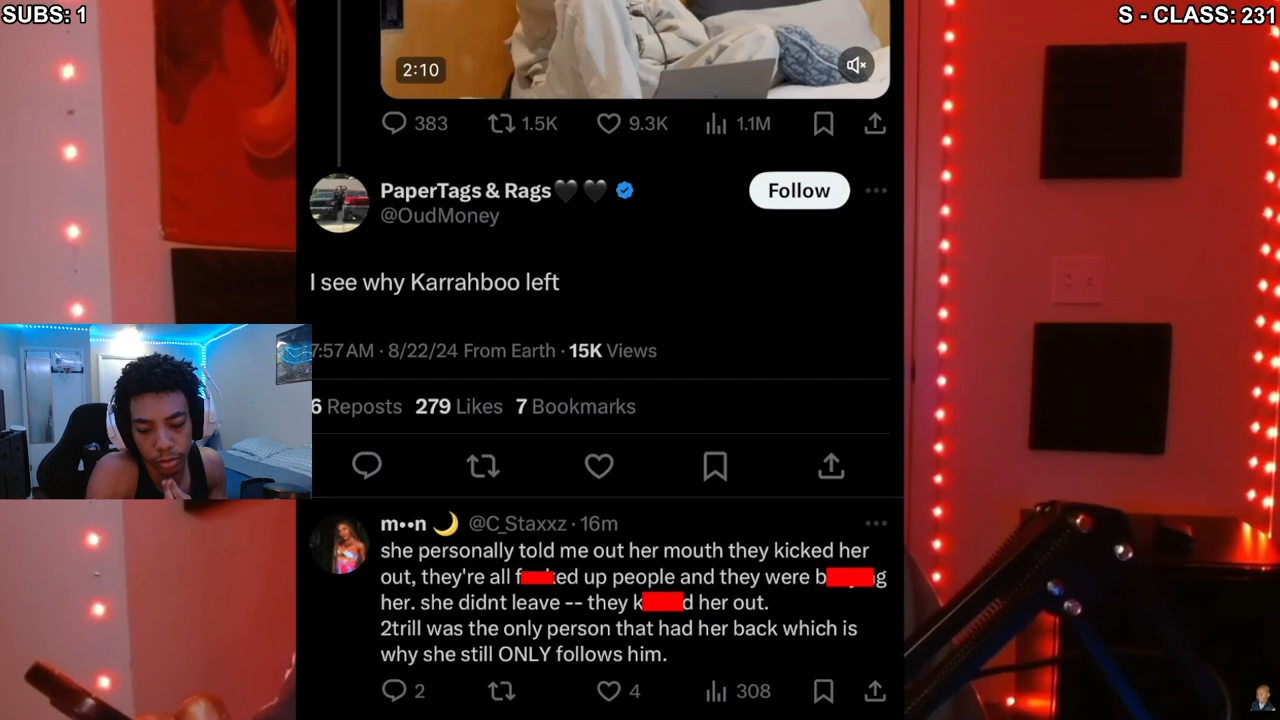 SUBS: 1
S - CLASS: 231
2:10
383 1.5K 9.3K 1.1M
PaperTags & Rags🖤 🖤
Follow
@OudMoney
I see why Karrahboo left
7:57 AM · 8/22/24 From Earth · 15K Views
6 Reposts 279 Likes 7 Bookmarks
m••n 🌙 @C_Staxxz · 16m
she personally told me out her mouth they kicked her
out, they're all f ed up people and they were b g
her. she didnt leave -- they k d her out.
2trill was the only person that had her back which is
why she still ONLY follows him.
2 4 308